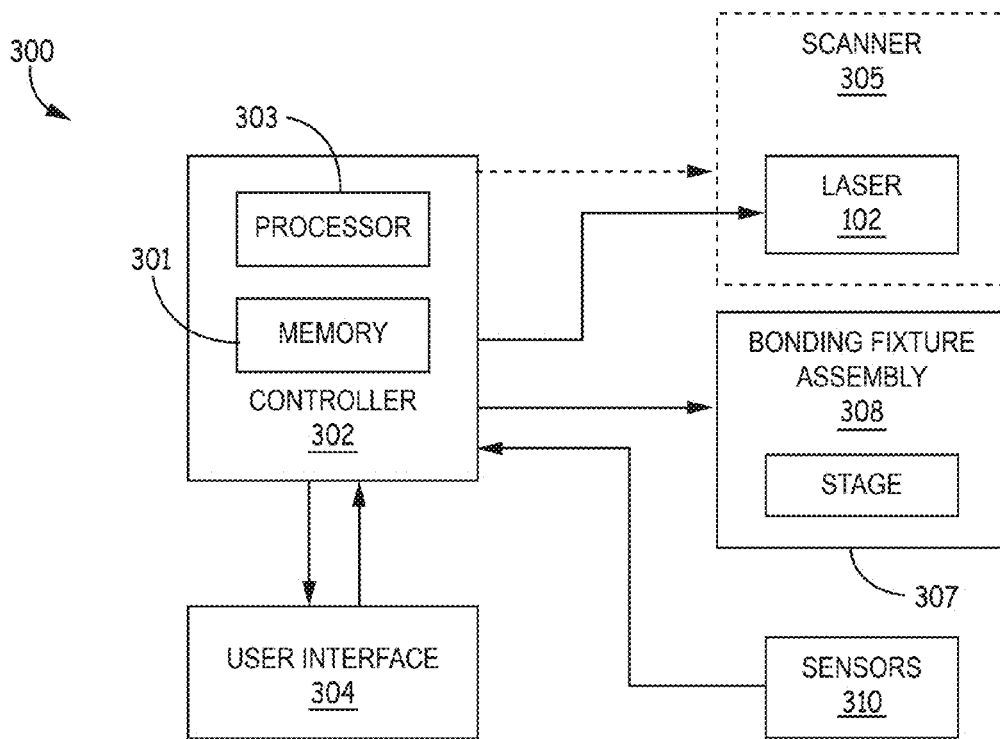 300
303
PROCESSOR
301
MEMORY
CONTROLLER
302
USER INTERFACE
304
SCANNER
305
LASER
102
BONDING FIXTURE
ASSEMBLY
308
STAGE
307
SENSORS
310